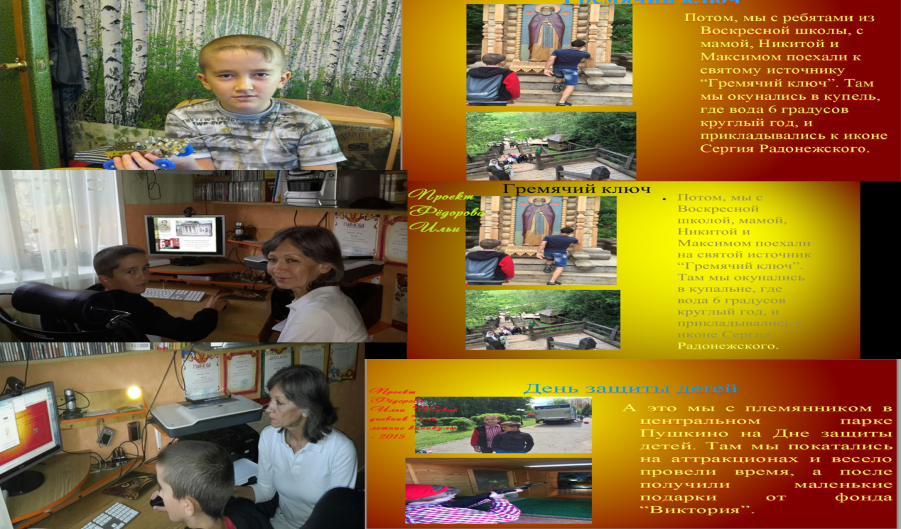 Гремячий ключ
Потом, мы с ребятами из
Воскресной школы, с
мамой, Никитой и
Максимом поехали к
святому источнику
“Гремячий ключ”. Там
мы окунались в купель,
где вода 6 градусов
круглый год, и
прикладывались к иконе
Сергия Радонежского.
Проект
Фёдорова
Ильи
Гремячий ключ
Потом, мы с
Воскресной
школой, мамой,
Никитой и
Максимом поехали
на святой источник
“Гремячий ключ”.
Там мы окунались
в купальне, где
вода 6 градусов
круглый год, и
прикладывались к
иконе Сергия
Радонежского.
День защиты детей
Проект
Фёдорова
Ильи
- 2015
А это мы с племянником в
центральном парке
Пушкино на Дне защиты
детей. Там мы покатались
на аттракционах и весело
провели время, а после
получили маленькие
подарки от фонда
“Виктория”.